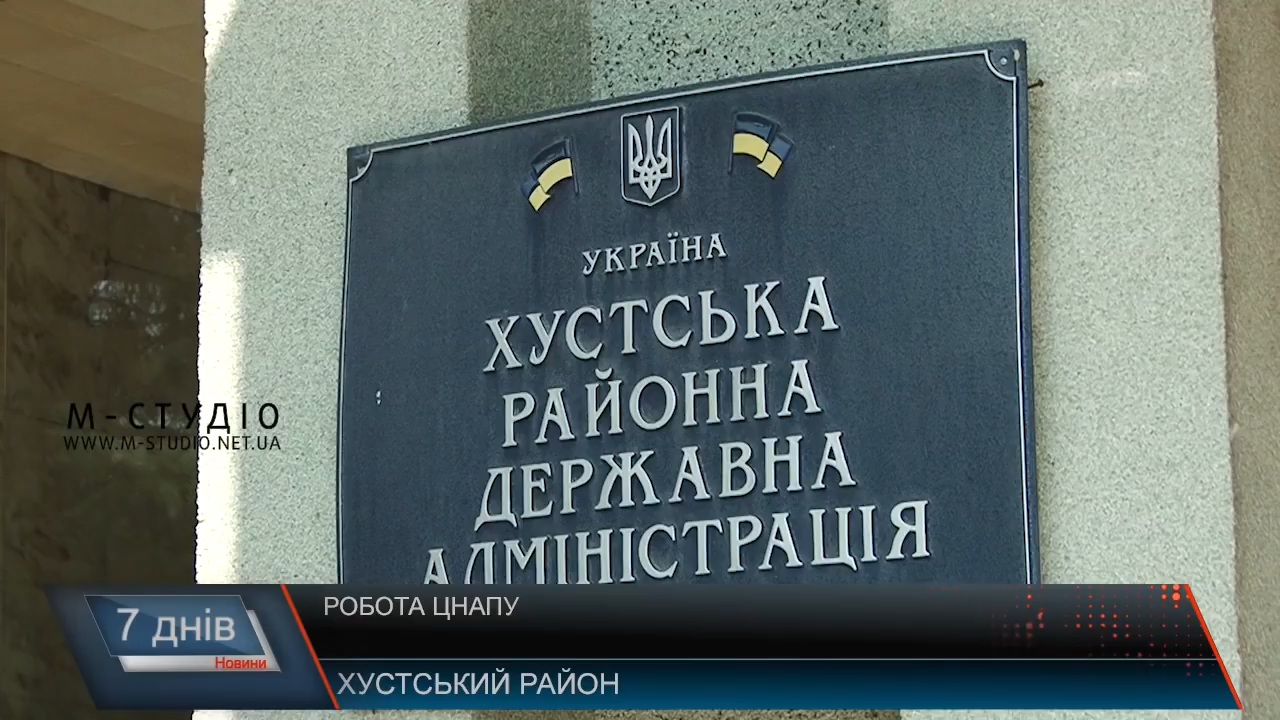 УКРАЇНА
ХУСТСЬКА
РАЙОННА
ДЕРЖАВНА
АДМІНІСТРАЦІЯ
М-СТУДІО
WWW.M-STUDIO.NET.UA
7 днів
Новини
РОБОТА ЦНАПУ
ХУСТСЬКИЙ РАЙОН